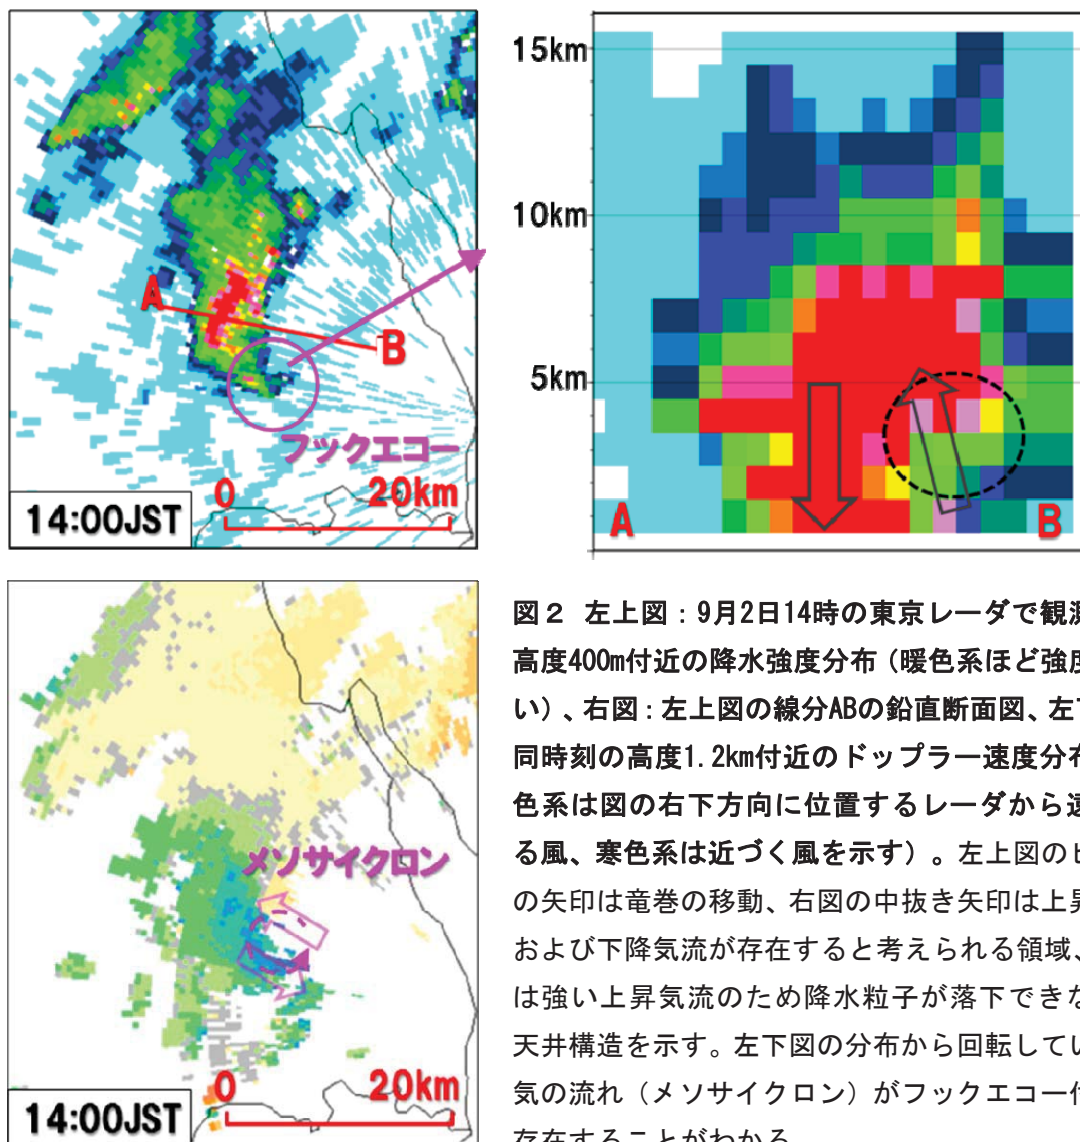 A
B
フックエコー
0 20km
14:00JST
15km
10km
5km
A B
メソサイクロン
0 20km
14:00JST
図2 左上図：9月2日14時の東京レーダで観
高度400m付近の降水強度分布（暖色系ほど強度
い）、右図：左上図の線分ABの鉛直断面図、左
同時刻の高度1.2km付近のドップラー速度分
色系は図の右下方向に位置するレーダから
る風、寒色系は近づく風を示す）。左上図の
の矢印は竜巻の移動、右図の中抜き矢印は上
および下降気流が存在すると考えられる領域、
は強い上昇気流のため降水粒子が落下でき
天井構造を示す。左下図の分布から回転してい
気の流れ（メソサイクロン）がフックエコー
存在することがわかる。